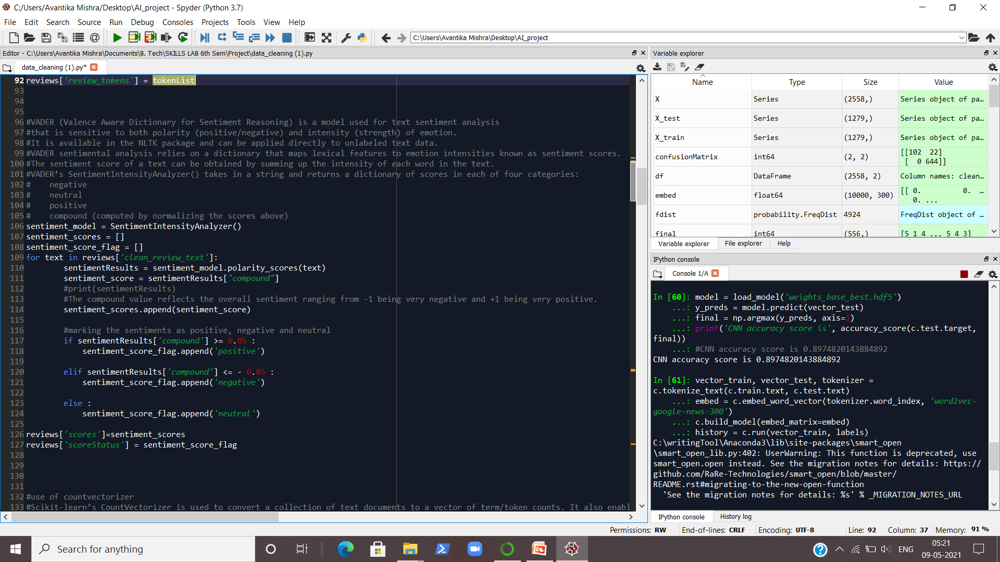 C:/Users/Avantika Mishra/Desktop\AI_project - Spyder (Python 3.7)
File Edit Search Source Run Debug Consoles Projects Tools View Help
C:\Users\Avantika Mishra\Desktop\AI_project
Editor - C:\Users\Avantika Mishra\Documents\B. Tech\SKILLS LAB 6th Sem\Project\data_cleaning (1).py
data_cleaning (1).py*
92 reviews['review_tokens'] = tokenList
93
94
95
96 #VADER (Valence Aware Dictionary for Sentiment Reasoning) is a model used for text sentiment analysis
97 #that is sensitive to both polarity (positive/negative) and intensity (strength) of emotion.
98 #It is available in the NLTK package and can be applied directly to unlabeled text data.
99 #VADER sentimental analysis relies on a dictionary that maps lexical features to emotion intensities known as sentiment scores.
100 #The sentiment score of a text can be obtained by summing up the intensity of each word in the text.
101 #VADER’s SentimentIntensityAnalyzer() takes in a string and returns a dictionary of scores in each of four categories:
102 #    negative
103 #    neutral
104 #    positive
105 #    compound (computed by normalizing the scores above)
106 sentiment_model = SentimentIntensityAnalyzer()
107 sentiment_scores = []
108 sentiment_score_flag = []
109 for text in reviews['clean_review_text']:
110         sentimentResults = sentiment_model.polarity_scores(text)
111         sentiment_score = sentimentResults["compound"]
112         #print(sentimentResults)
113         #The compound value reflects the overall sentiment ranging from -1 being very negative and +1 being very positive.
114         sentiment_scores.append(sentiment_score)
115
116         #marking the sentiments as positive, negative and neutral
117         if sentimentResults['compound'] >= 0.05 :
118             sentiment_score_flag.append('positive')
119
120         elif sentimentResults['compound'] <= - 0.05 :
121             sentiment_score_flag.append('negative')
122
123         else :
124             sentiment_score_flag.append('neutral')
125
126 reviews['scores']=sentiment_scores
127 reviews['scoreStatus'] = sentiment_score_flag
128
129
130
131
132 #use of countvectorizer
133 #Scikit-learn’s CountVectorizer is used to convert a collection of text documents to a vector of term/token counts. It also enabl
Variable explorer
Name Type Size Value
X Series (2558,) Series object of pa...
X_test Series (1279,) Series object of pa...
X_train Series (1279,) Series object of pa...
confusionMatrix int64 (2, 2) [[102  22]
[  0 644]]
df DataFrame (2558, 2) Column names: clean...
embed float64 (10000, 300) [[ 0.          0.  ...
0. ...
fdist probability.FreqDist 4924 FreqDist object of ...
final int64 (556,) [5 1 4 ... 5 4 3]
Variable explorer File explorer Help
IPython console
Console 1/A
In [60]: model = load_model('weights_base_best.hdf5')
...: y_preds = model.predict(vector_test)
...: final = np.argmax(y_preds, axis=1)
...: print('CNN accuracy score is', accuracy_score(c.test.target,
final))
...: #CNN accuracy score is 0.8974820143884892
CNN accuracy score is 0.8974820143884892
In [61]: vector_train, vector_test, tokenizer =
c.tokenize_text(c.train.text, c.test.text)
...: embed = c.embed_word_vector(tokenizer.word_index, 'word2vec-
google-news-300')
...: c.build_model(embed_matrix=embed)
...: history = c.run(vector_train, labels)
C:\writingTool\Anaconda3\lib\site-packages\smart_open
\smart_open_lib.py:402: UserWarning: This function is deprecated, use
smart_open.open instead. See the migration notes for details: https://
github.com/RaRe-Technologies/smart_open/blob/master/
README.rst#migrating-to-the-new-open-function
'See the migration notes for details: %s' % _MIGRATION_NOTES_URL
IPython console History log
Permissions: RW End-of-lines: CRLF Encoding: UTF-8 Line: 92 Column: 37 Memory: 91 %
Search for anything
ENG
05:21
09-05-2021